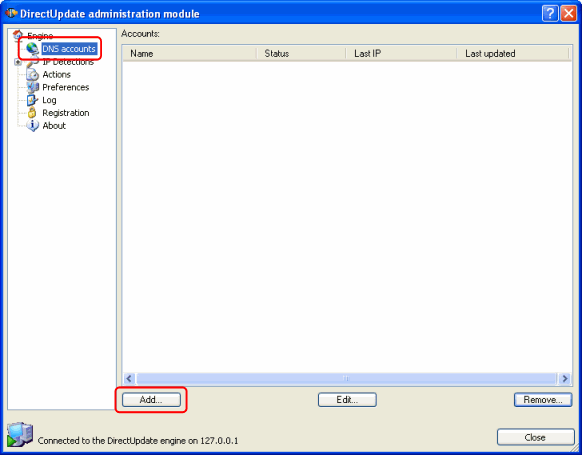 DirectUpdate administration module
Engine
DNS accounts
IP Detections
Actions
Preferences
Log
Registration
About
Accounts:
Name Status Last IP Last updated
Add... Edit... Remove...
Connected to the DirectUpdate engine on 127.0.0.1
Close